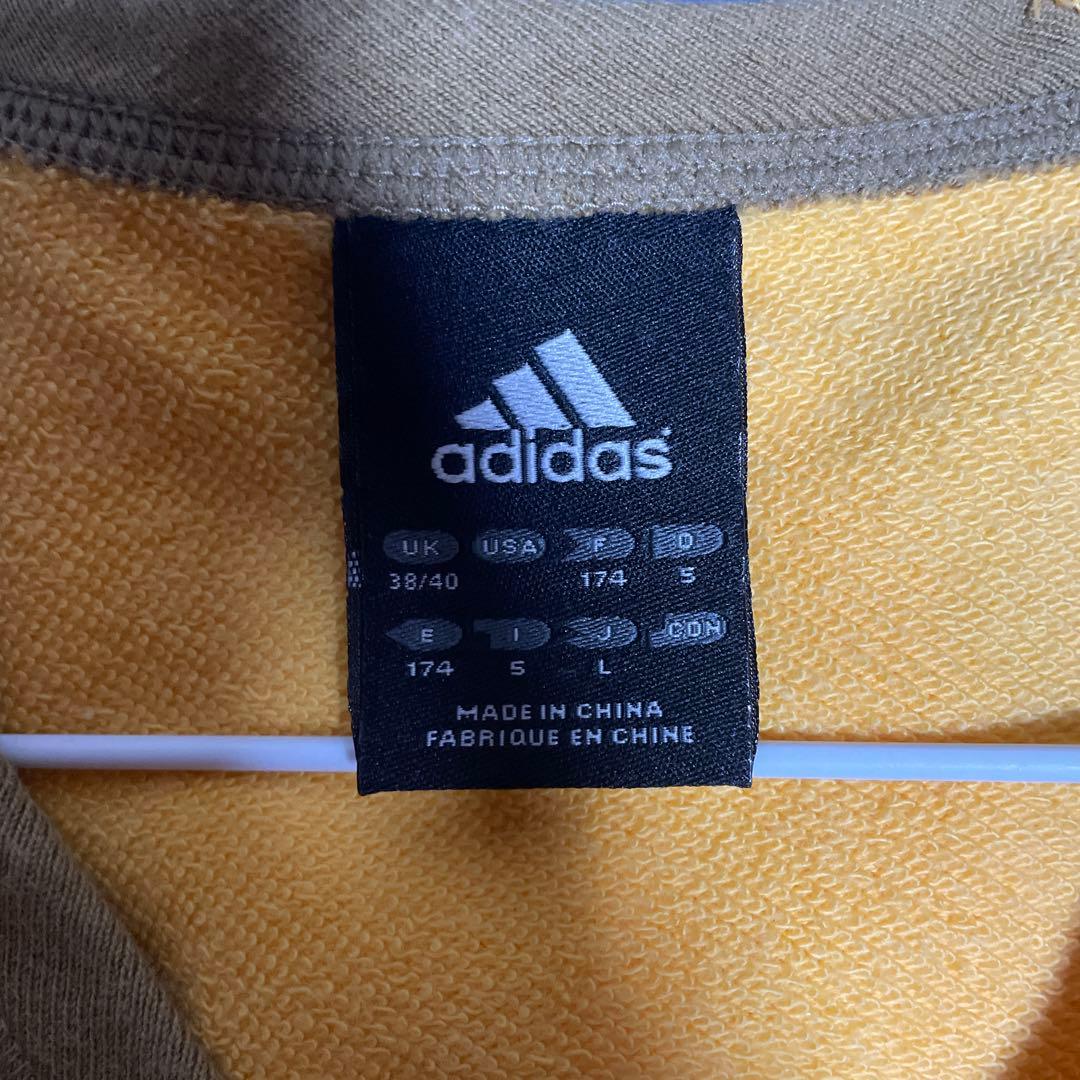 adidas
UK USA F D
38/40 174 5
E I J CDN
174 5 L
MADE IN CHINA
FABRIQUE EN CHINE